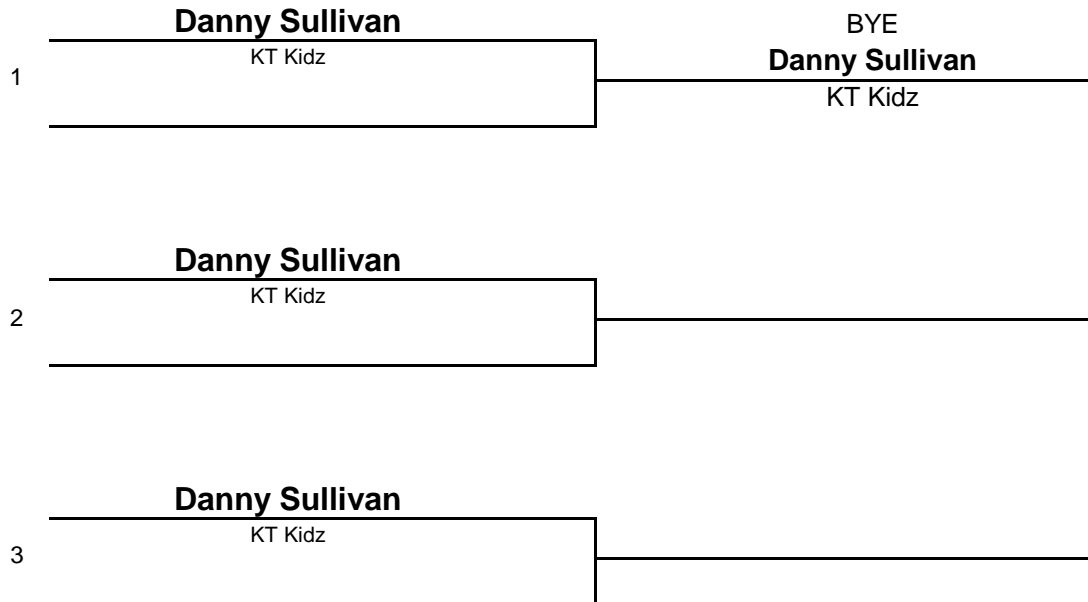 Danny Sullivan
KT Kidz
1
BYE
Danny Sullivan
KT Kidz
Danny Sullivan
KT Kidz
2
Danny Sullivan
KT Kidz
3